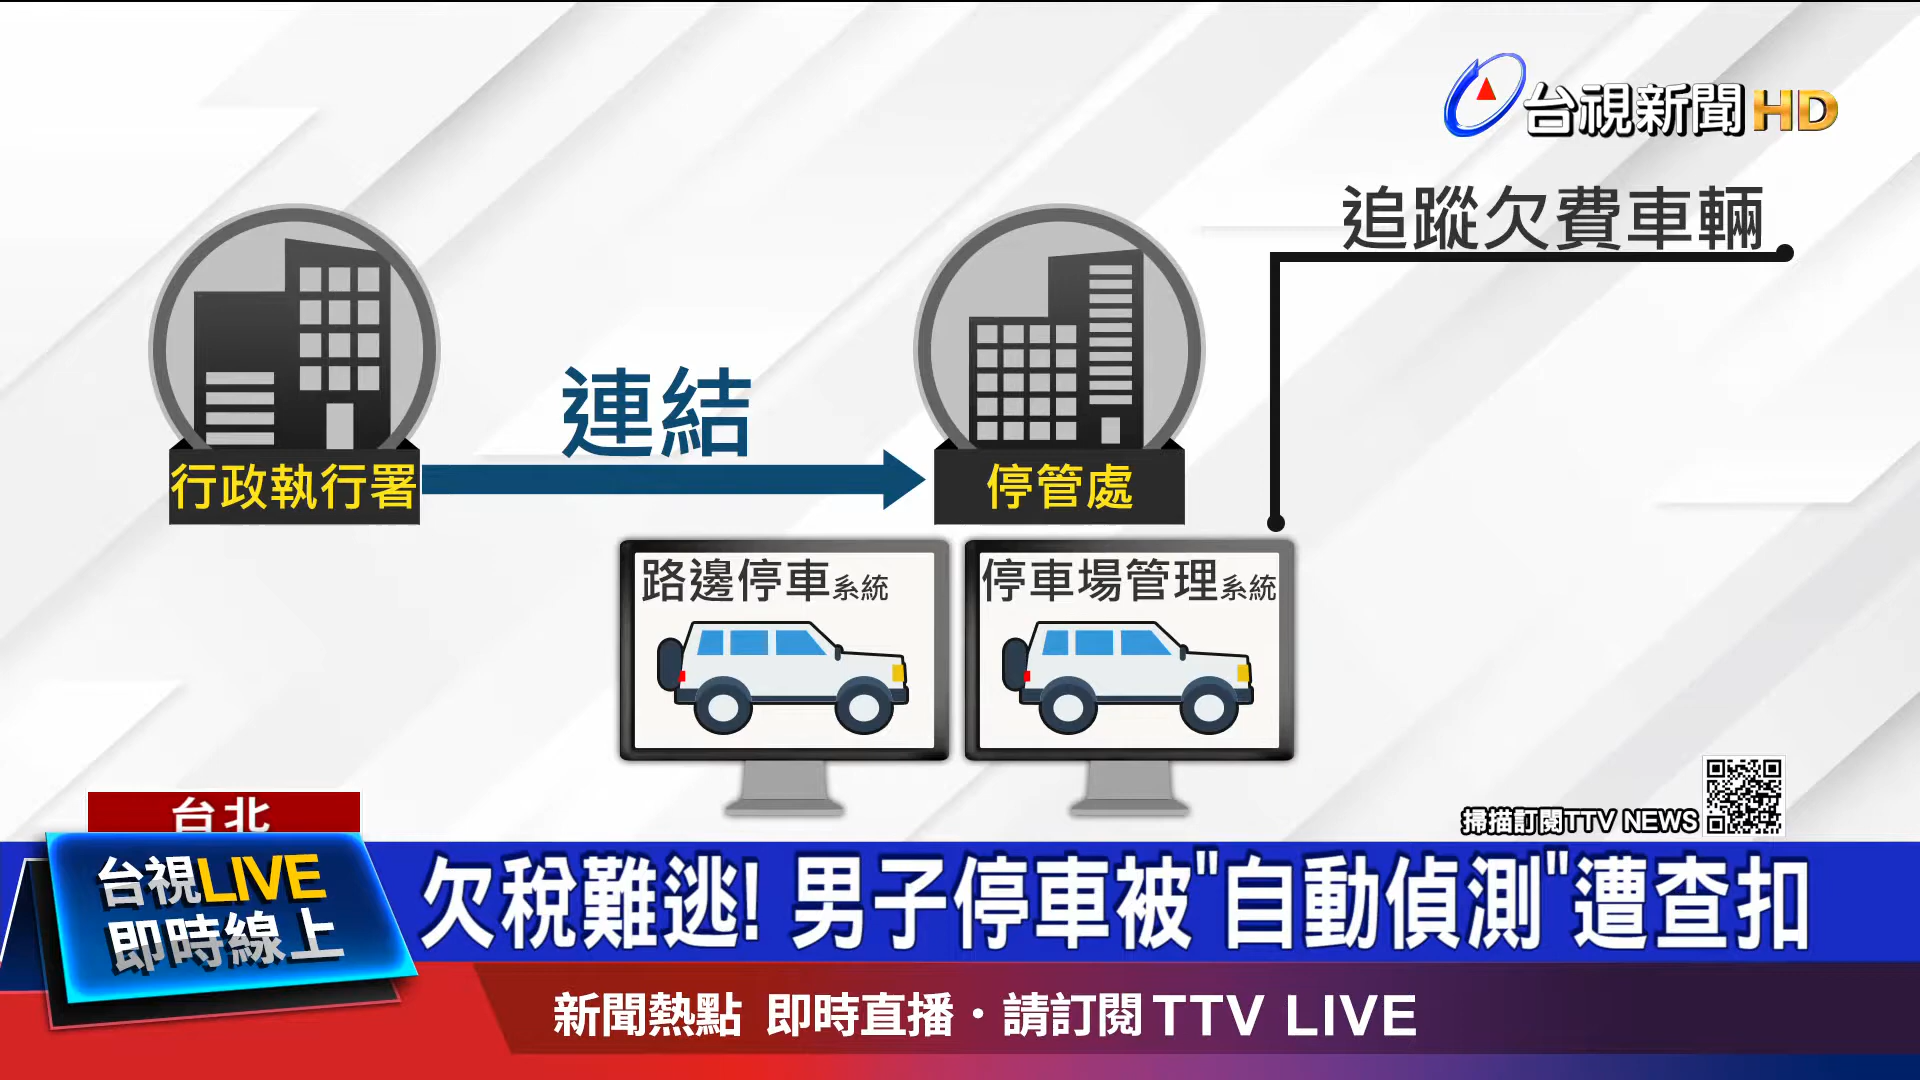 台視新聞HD
追蹤欠費車輛
連結
行政執行署
停管處
路邊停車系統
停車場管理系統
掃描訂閱TTV NEWS
台北
台視LIVE
即時線上
欠稅難逃! 男子停車被"自動偵測"遭查扣
新聞熱點 即時直播・請訂閱TTV LIVE